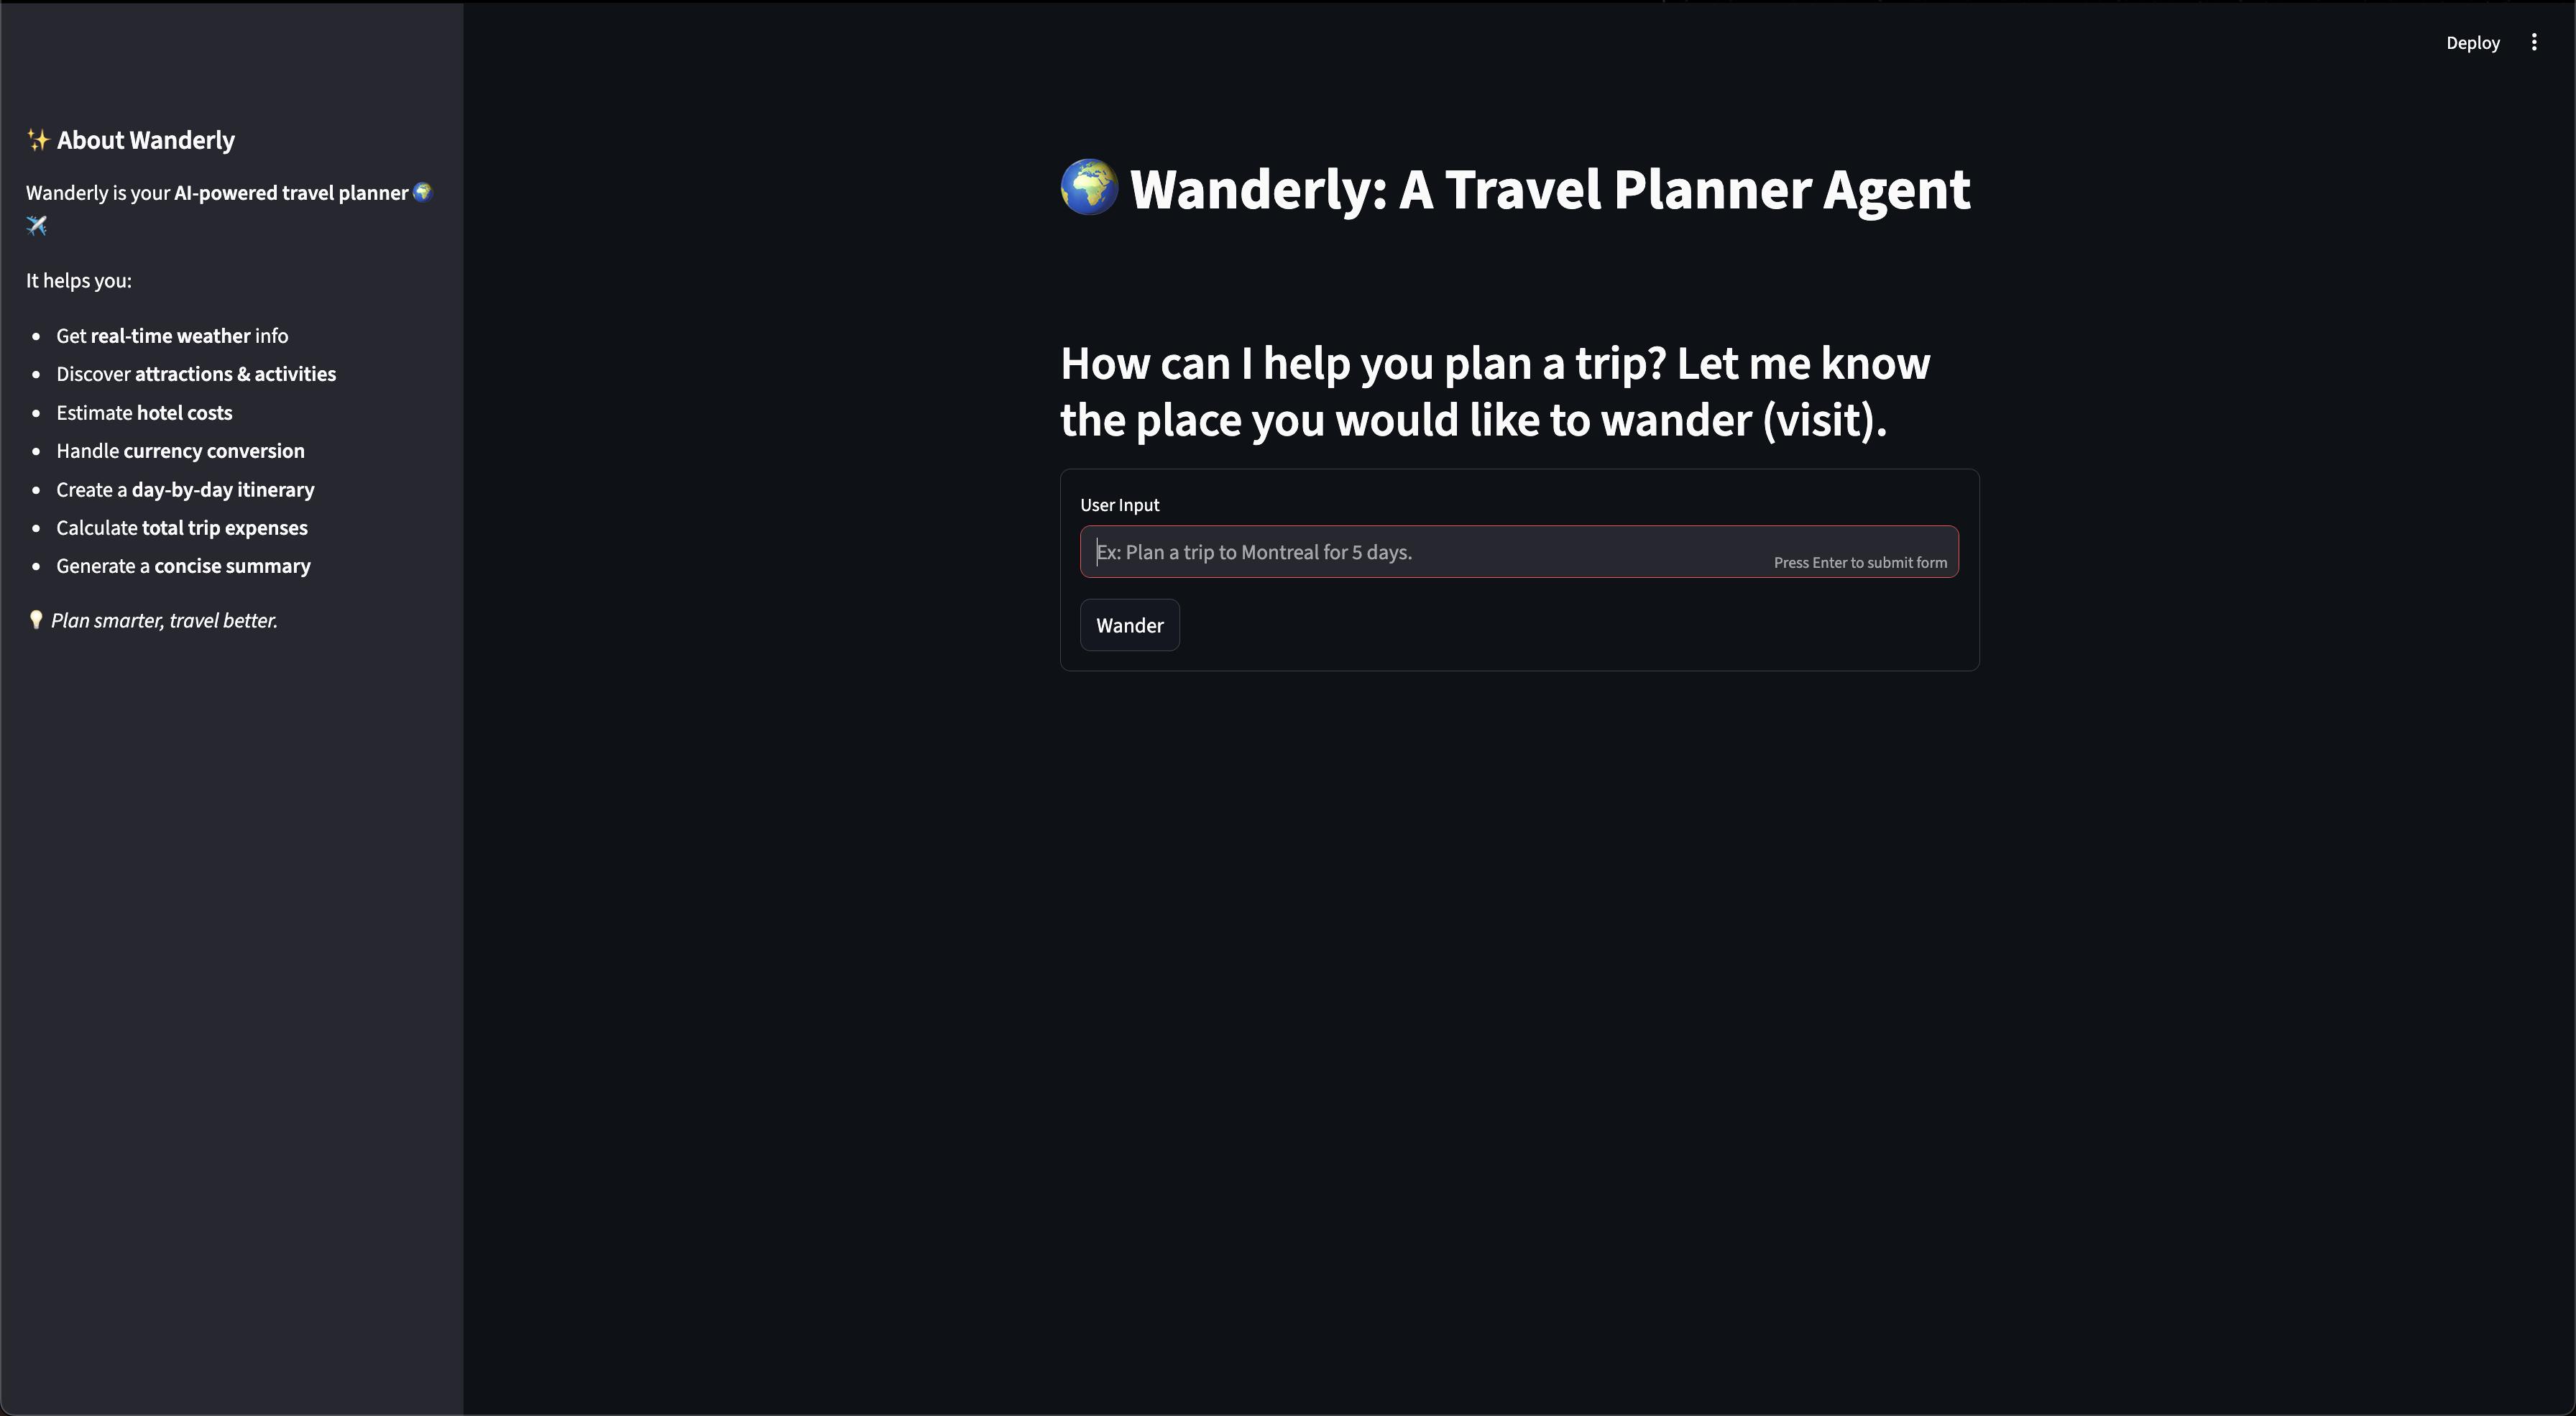 Deploy
✨ About Wanderly
Wanderly is your AI-powered travel planner 🌍
✈️
It helps you:
• Get real-time weather info
• Discover attractions & activities
• Estimate hotel costs
• Handle currency conversion
• Create a day-by-day itinerary
• Calculate total trip expenses
• Generate a concise summary
💡 Plan smarter, travel better.
🌍 Wanderly: A Travel Planner Agent
How can I help you plan a trip? Let me know
the place you would like to wander (visit).
User Input
Ex: Plan a trip to Montreal for 5 days.
Press Enter to submit form
Wander